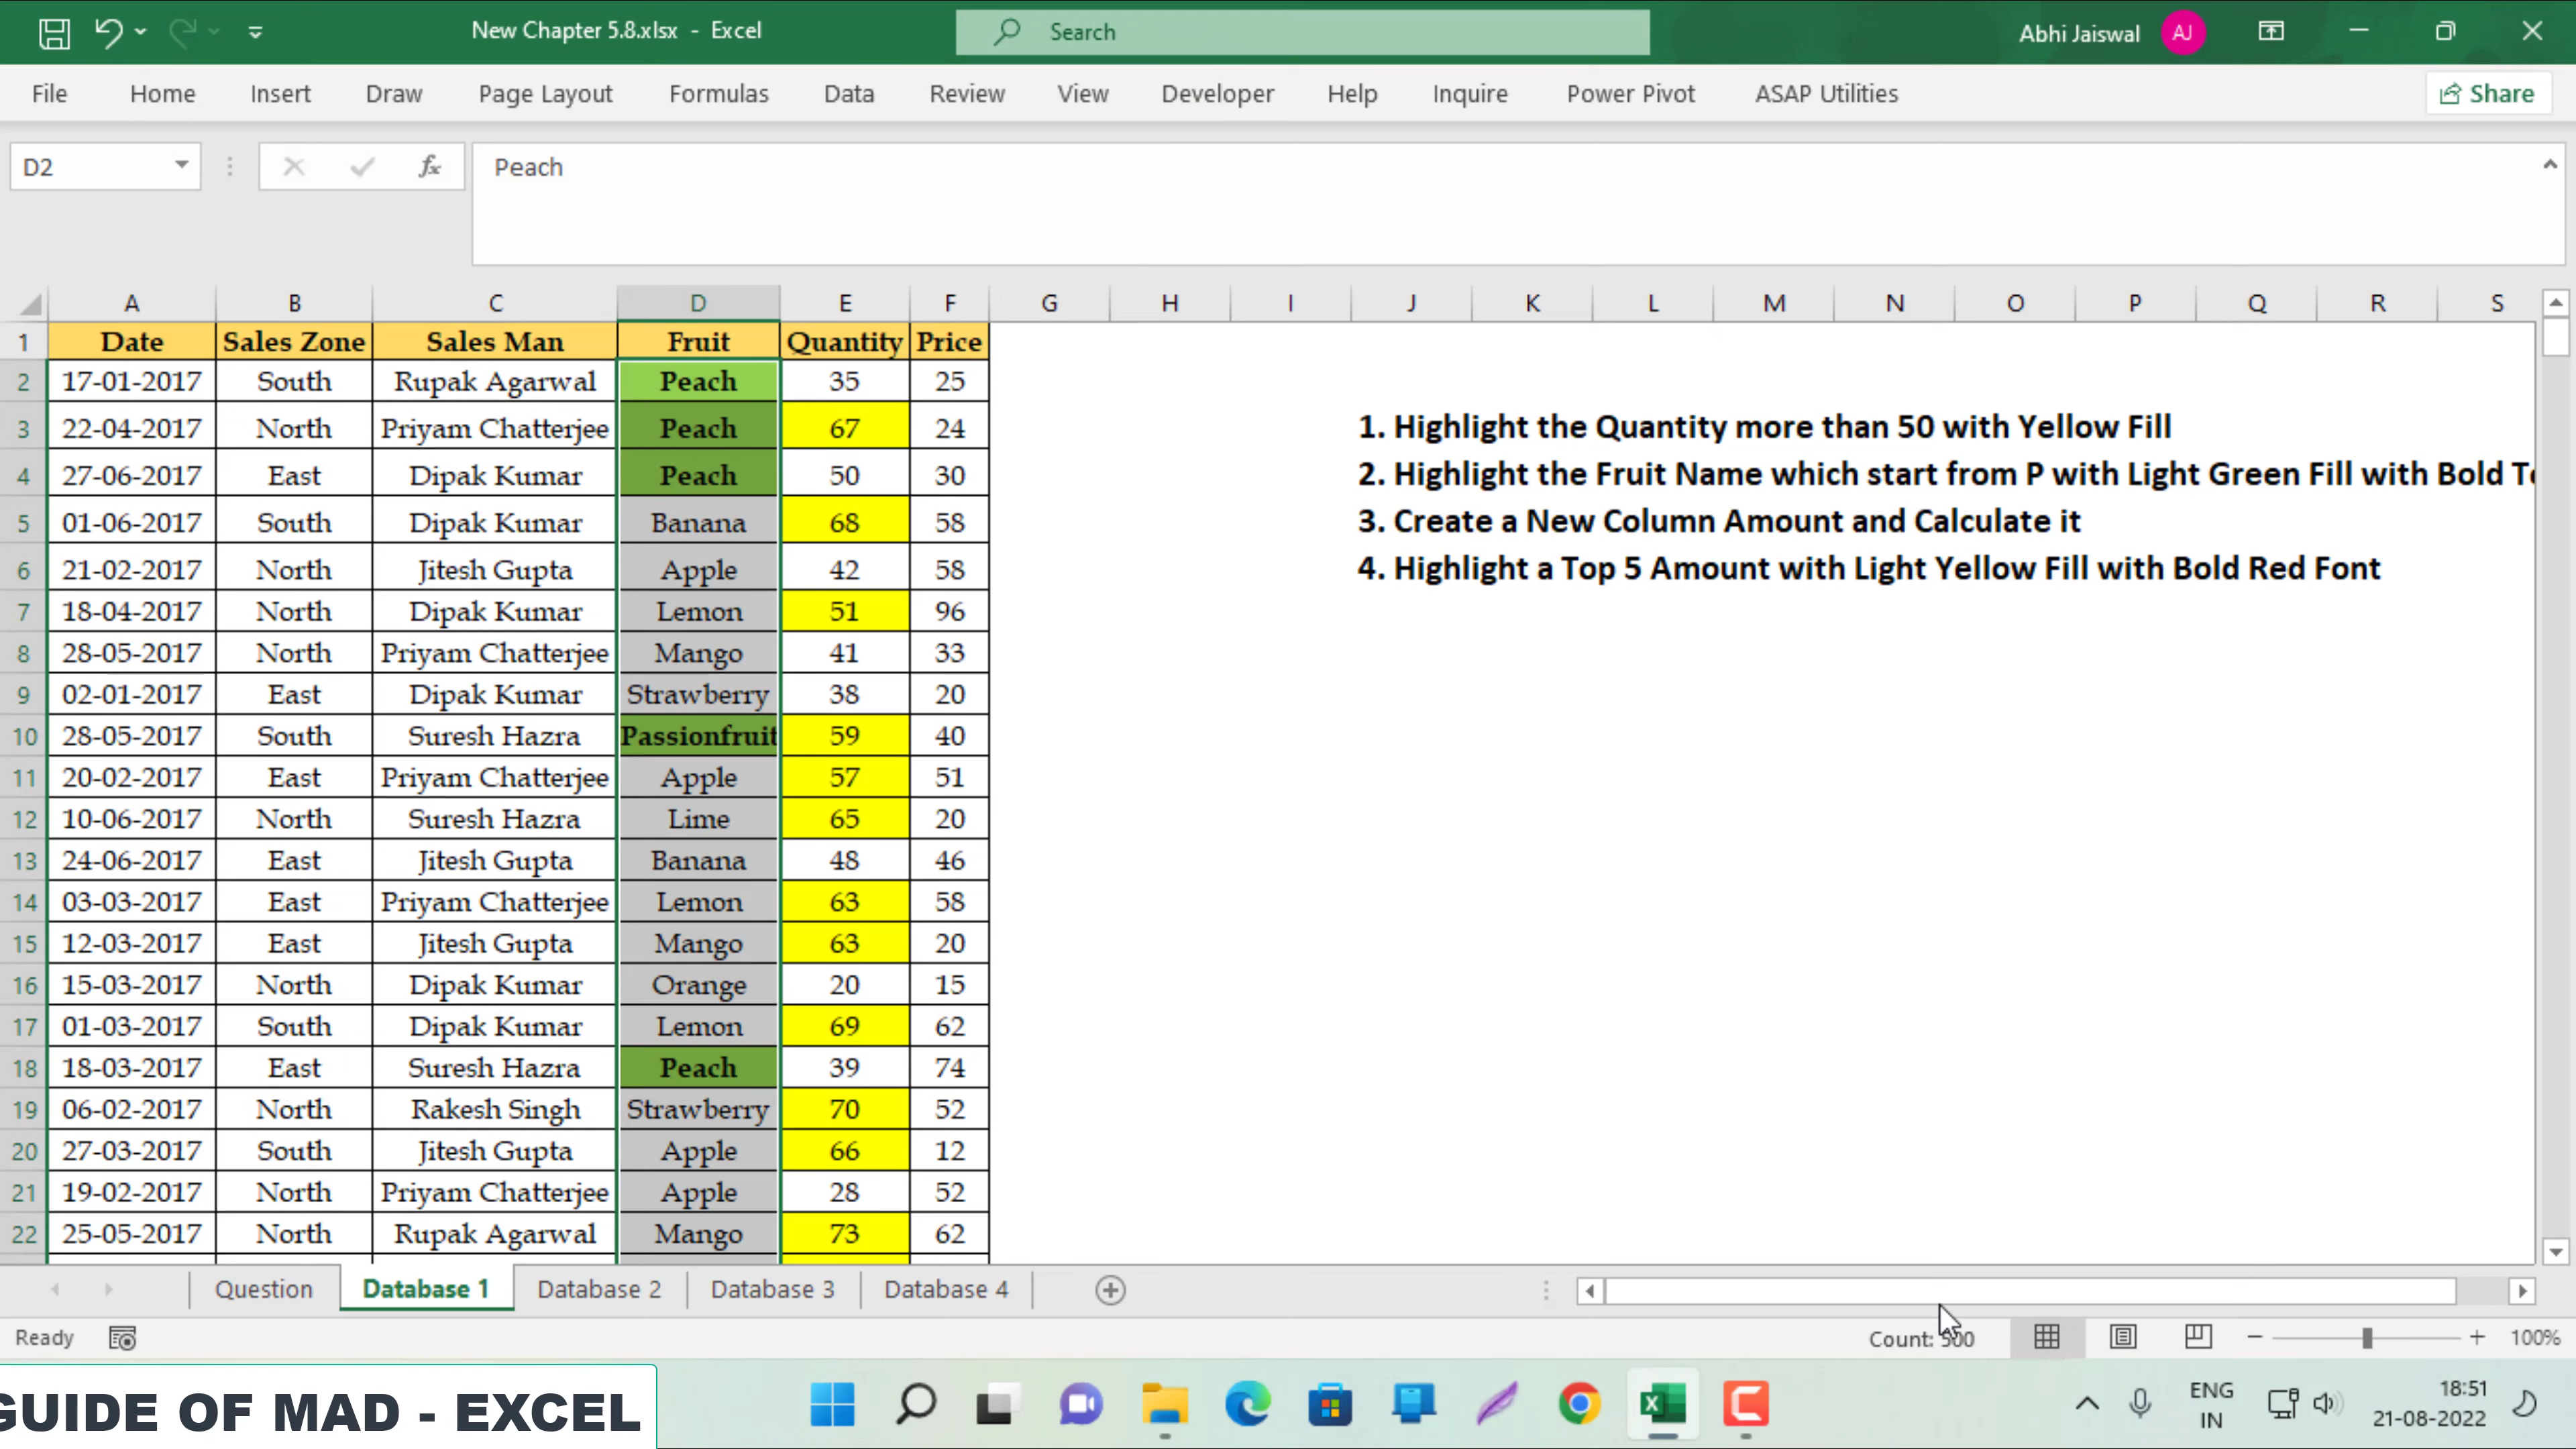 New Chapter 5.8.xlsx - Excel
Search
Abhi Jaiswal AJ
File Home Insert Draw Page Layout Formulas Data Review View Developer Help Inquire Power Pivot ASAP Utilities Share
D2 fx Peach
A B C D E F G H I J K L M N O P Q R S
1 Date Sales Zone Sales Man Fruit Quantity Price
2 17-01-2017 South Rupak Agarwal Peach 35 25
3 22-04-2017 North Priyam Chatterjee Peach 67 24
1. Highlight the Quantity more than 50 with Yellow Fill
4 27-06-2017 East Dipak Kumar Peach 50 30
2. Highlight the Fruit Name which start from P with Light Green Fill with Bold
5 01-06-2017 South Dipak Kumar Banana 68 58
3. Create a New Column Amount and Calculate it
6 21-02-2017 North Jitesh Gupta Apple 42 58
4. Highlight a Top 5 Amount with Light Yellow Fill with Bold Red Font
7 18-04-2017 North Dipak Kumar Lemon 51 96
8 28-05-2017 North Priyam Chatterjee Mango 41 33
9 02-01-2017 East Dipak Kumar Strawberry 38 20
10 28-05-2017 South Suresh Hazra Passionfruit 59 40
11 20-02-2017 East Priyam Chatterjee Apple 57 51
12 10-06-2017 North Suresh Hazra Lime 65 20
13 24-06-2017 East Jitesh Gupta Banana 48 46
14 03-03-2017 East Priyam Chatterjee Lemon 63 58
15 12-03-2017 East Jitesh Gupta Mango 63 20
16 15-03-2017 North Dipak Kumar Orange 20 15
17 01-03-2017 South Dipak Kumar Lemon 69 62
18 18-03-2017 East Suresh Hazra Peach 39 74
19 06-02-2017 North Rakesh Singh Strawberry 70 52
20 27-03-2017 South Jitesh Gupta Apple 66 12
21 19-02-2017 North Priyam Chatterjee Apple 28 52
22 25-05-2017 North Rupak Agarwal Mango 73 62
Question Database 1 Database 2 Database 3 Database 4
Ready Count: 500 100%
GUIDE OF MAD - EXCEL
ENG 18:51
IN 21-08-2022